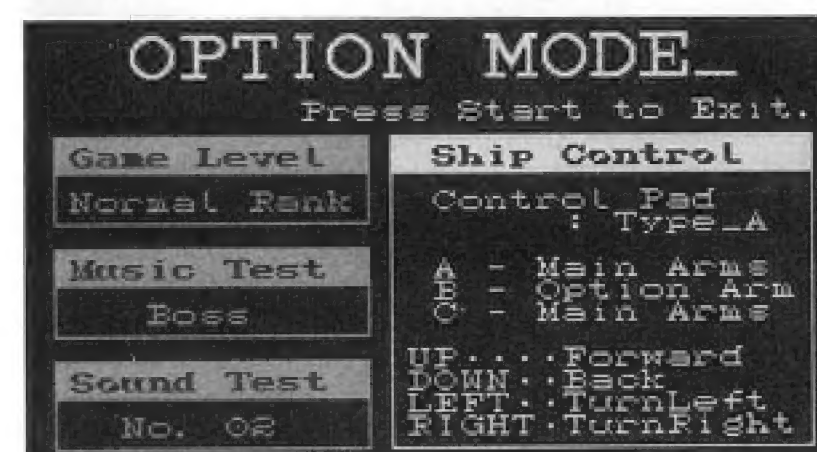 OPTION MODE_
Press Start to Exit.
Game Level
Normal Rank
Music Test
Boss
Sound Test
No. 02
Ship Control
Control Pad
: Type_A
A - Main Arms
B - Option Arm
C - Main Arms
UP....Forward
DOWN..Back
LEFT..TurnLeft
RIGHT.TurnRight